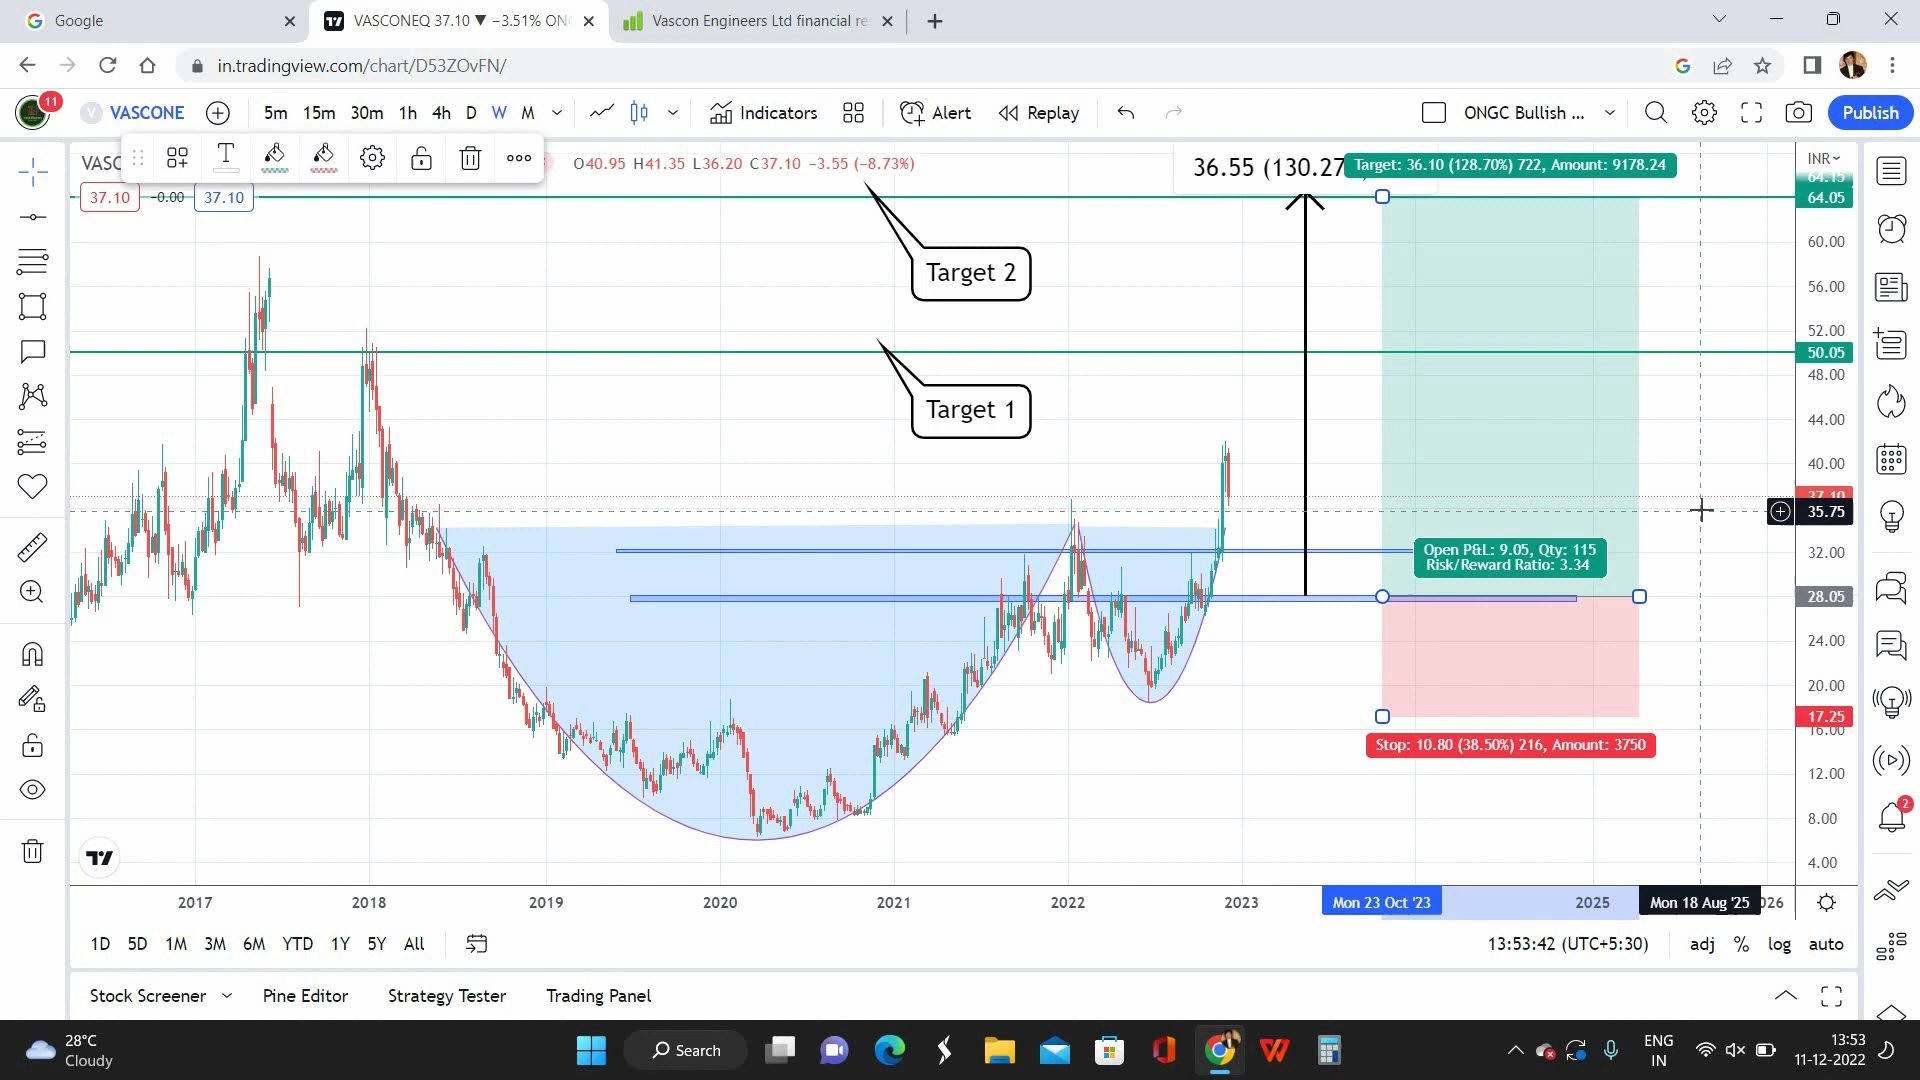 Google
VASCONEQ 37.10 ▼ −3.51% ON
Vascon Engineers Ltd financial re
in.tradingview.com/chart/D53ZOvFN/
11
V
VASCONE
5m 15m 30m 1h 4h D W M
Indicators
Alert
Replay
ONGC Bullish ...
Publish
VASC
O40.95 H41.35 L36.20 C37.10 −3.55 (−8.73%)
37.10 -0.00 37.10
36.55 (130.27
Target: 36.10 (128.70%) 722, Amount: 9178.24
INR
64.15
64.05
60.00
56.00
52.00
50.05
48.00
44.00
40.00
37.10
35.75
32.00
28.05
24.00
20.00
17.25
16.00
12.00
8.00
4.00
Target 2
Target 1
Open P&L: 9.05, Qty: 115
Risk/Reward Ratio: 3.34
Stop: 10.80 (38.50%) 216, Amount: 3750
2
2017 2018 2019 2020 2021 2022 2023 Mon 23 Oct '23 2025 Mon 18 Aug '25 026
1D 5D 1M 3M 6M YTD 1Y 5Y All
13:53:42 (UTC+5:30) adj % log auto
Stock Screener Pine Editor Strategy Tester Trading Panel
28°C
Cloudy
Search
ENG
IN
13:53
11-12-2022